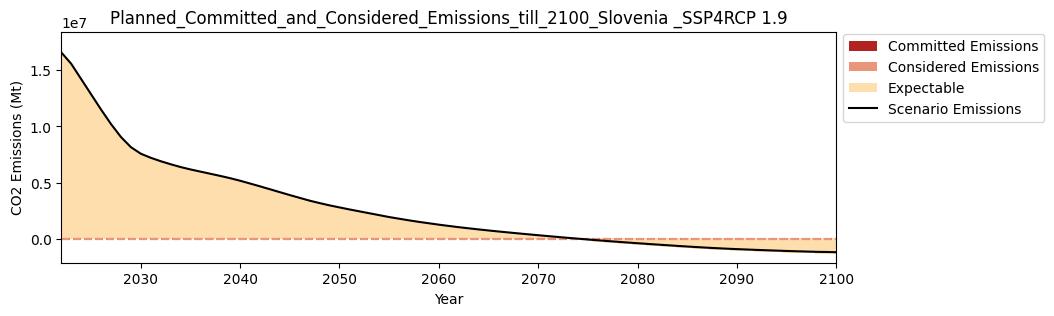 Planned_Committed_and_Considered_Emissions_till_2100_Slovenia _SSP4RCP 1.9
1e7
1.5
1.0
0.5
0.0
CO2 Emissions (Mt)
2030 2040 2050 2060 2070 2080 2090 2100
Year
Committed Emissions
Considered Emissions
Expectable
Scenario Emissions